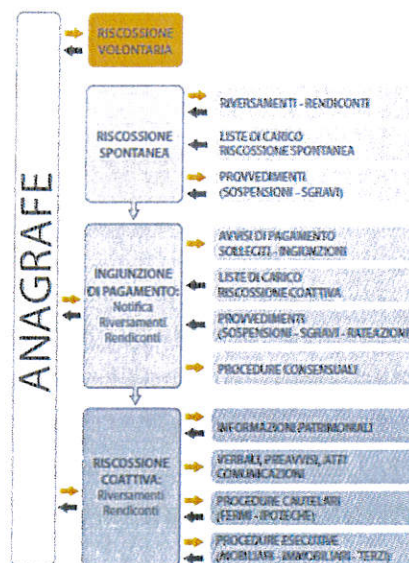 ANAGRAFE
RISCOSSIONE
VOLONTARIA
RISCOSSIONE
SPONTANEA
RIVERSAMENTI - RENDICONTI
LISTE DI CARICO
RISCOSSIONE SPONTANEA
PROVVEDIMENTI
(SOSPENSIONI - SGRAVI)
INGIUNZIONE
DI PAGAMENTO:
Notifica
Riversamenti
Rendiconti
AVVISI DI PAGAMENTO
SOLLECITI - INGIUNZIONI
LISTE DI CARICO
RISCOSSIONE COATTIVA
PROVVEDIMENTI
(SOSPENSIONI - SGRAVI - RATEAZIONI
PROCEDURE CONSENSUALI
RISCOSSIONE
COATTIVA:
Riversamenti
Rendiconti
INFORMAZIONI PATRIMONIALI
VERBALI, PREAVVISI, ATTI
COMUNICAZIONI
PROCEDURE CAUTELARI
(FERMI - IPOTECHE)
PROCEDURE ESECUTIVE
(MOBILIARI - IMMOBILIARI - TERZI)